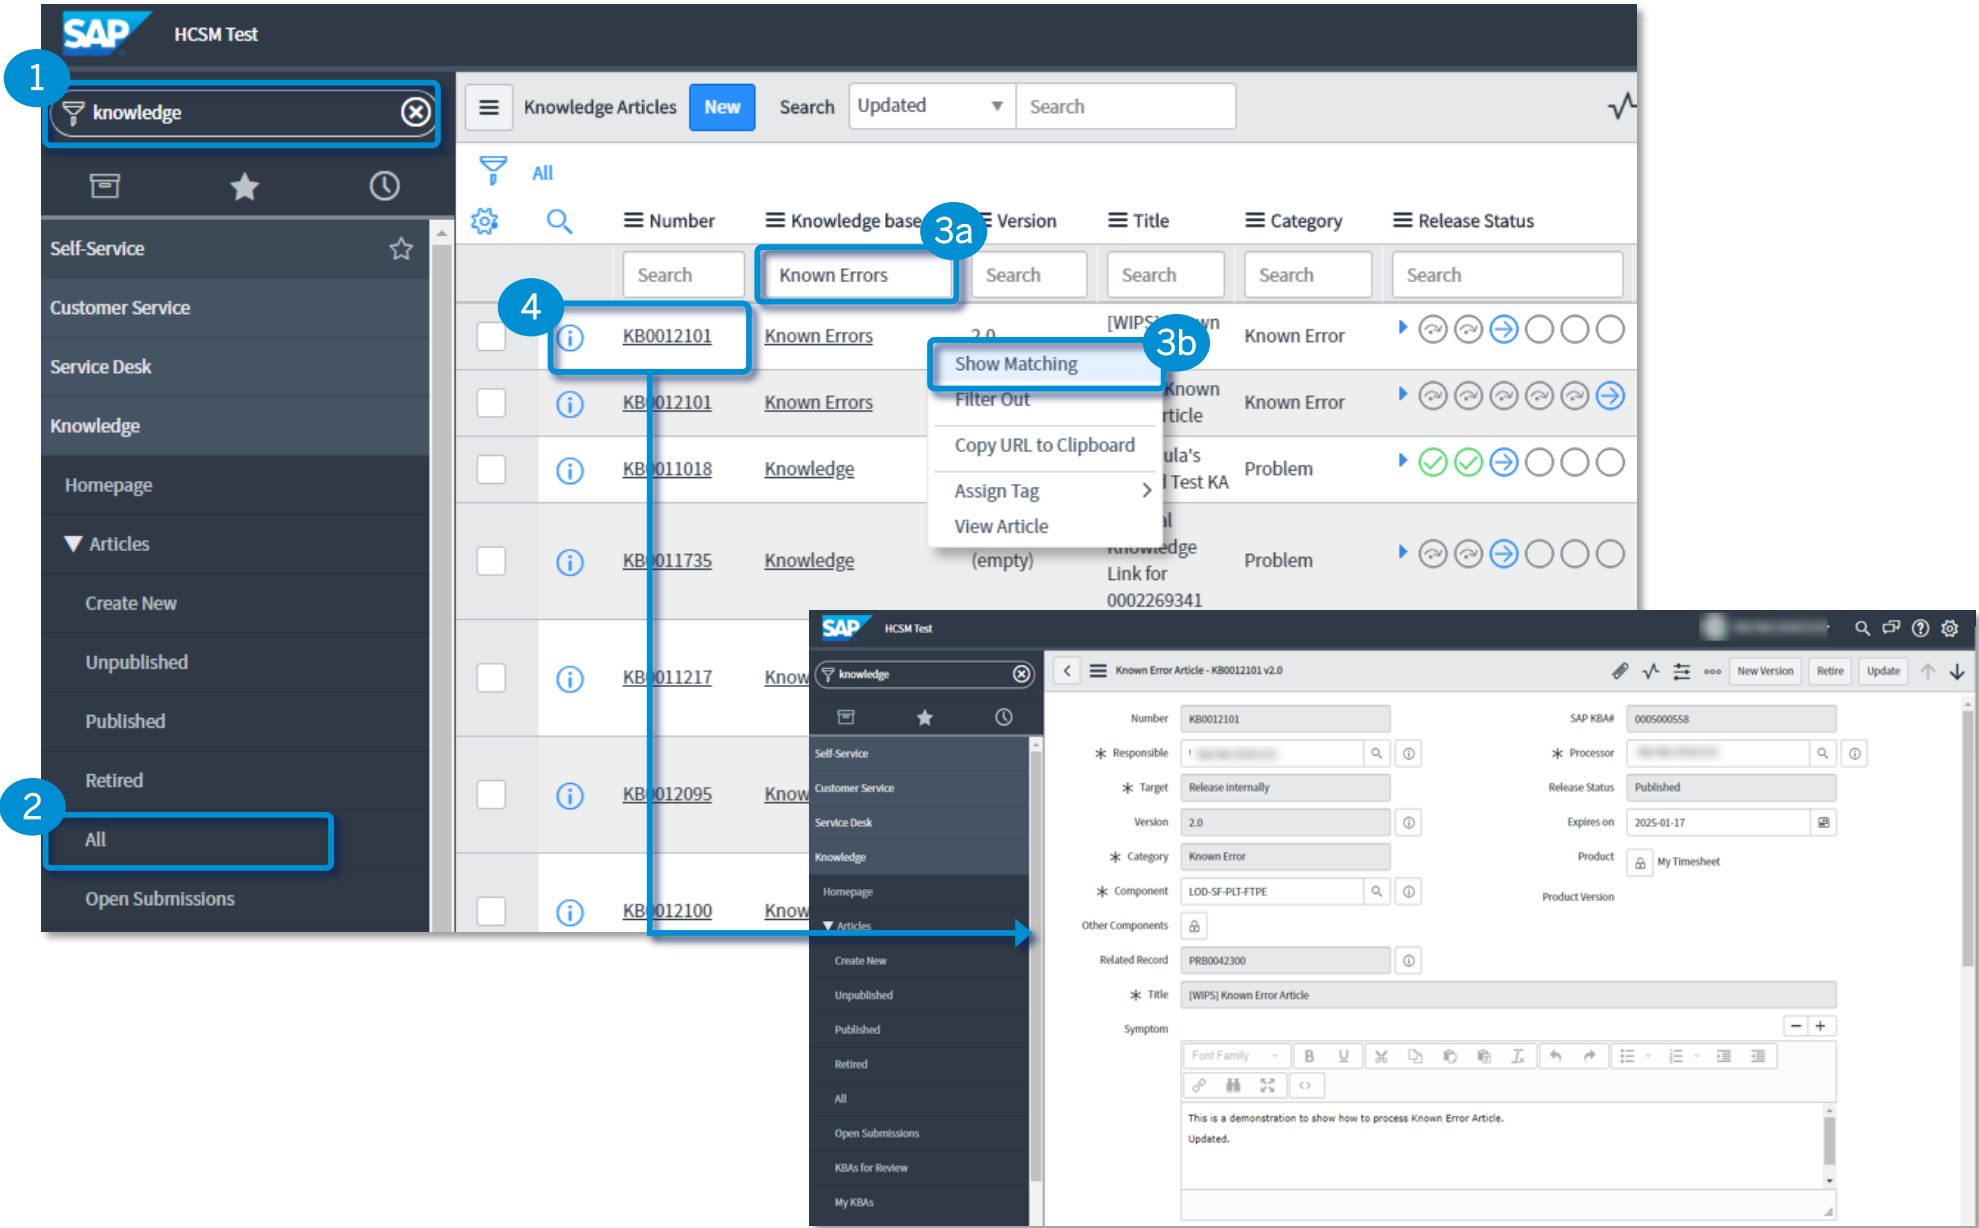 SAP HCSM Test
1
knowledge
Knowledge Articles New Search Updated Search
All
Number Knowledge base 3a Version Title Category Release Status
Search Known Errors Search Search Search Search
Self-Service
Customer Service
Service Desk
Knowledge
Homepage
Articles
Create New
Unpublished
Published
Retired
2
All
Open Submissions
4
KB0012101 Known Errors 2.0 [WIPS] Known Error
3b
Show Matching
Filter Out
Copy URL to Clipboard
Assign Tag
View Article
KB0012101 Known Errors Known Known Error
KB0011018 Knowledge Test KA Problem
KB0011735 Knowledge (empty) Knowledge Problem
Link for
0002269341
KB0011217
KB0012095
KB0012100
SAP HCSM Test
knowledge
Self-Service
Customer Service
Service Desk
Knowledge
Homepage
Articles
Create New
Unpublished
Published
Retired
All
Open Submissions
KBAs for Review
My KBAs
Known Error Article - KB0012101 v2.0 New Version Retire Update
Number KB0012101 SAP KBA# 0005000558
Responsible Processor
Target Release internally Release Status Published
Version 2.0 Expires on 2025-01-17
Category Known Error Product My Timesheet
Component LOD-SF-PLT-FTPE Product Version
Other Components
Related Record PRB0042300
Title [WIPS] Known Error Article
Symptom
Font Family B U
This is a demonstration to show how to process Known Error Article.
Updated.